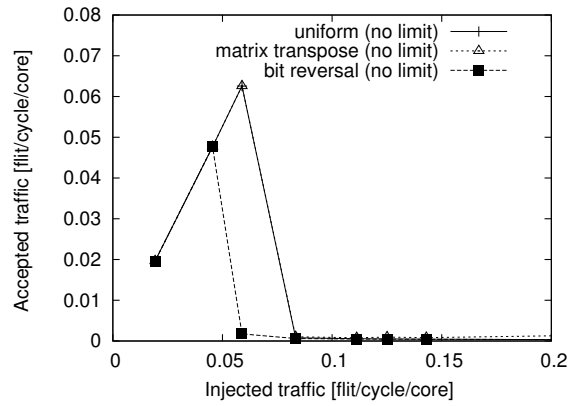 0.08
0.07
0.06
0.05
0.04
0.03
0.02
0.01
0
Accepted traffic [flit/cycle/core]
uniform (no limit)
matrix transpose (no limit)
bit reversal (no limit)
0 0.05 0.1 0.15 0.2
Injected traffic [flit/cycle/core]